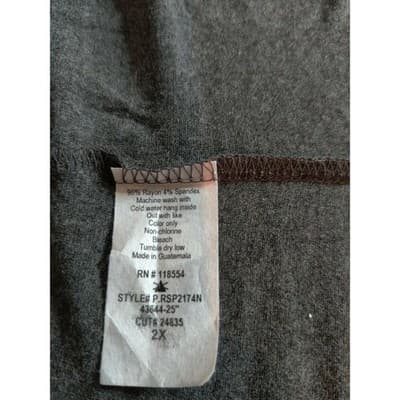 96% Rayon 4% Spandex
Machine wash with
Cold water hang inside
Out with like
Color only
Non-chlorine
Bleach
Tumble dry low
Made in Guatemala
RN # 118554
STYLE# P.RSP2174N
43644-25"
CUT# 24635
2X